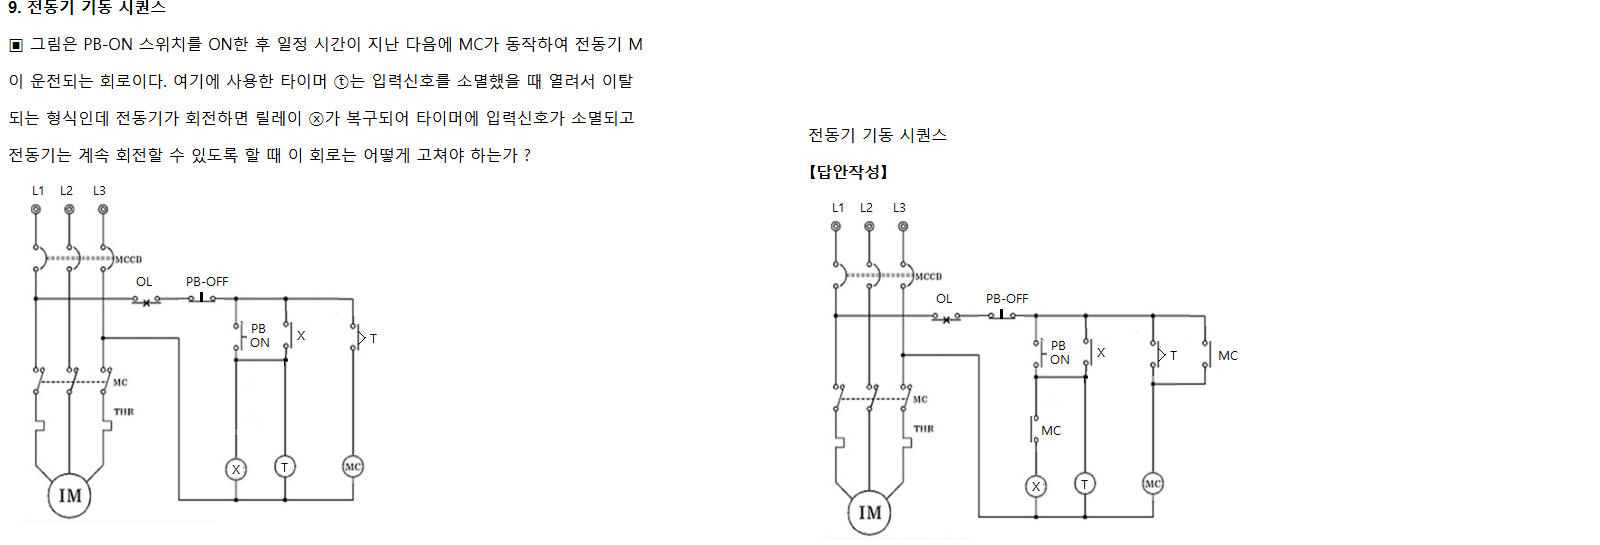 9. 전동기 기동 시퀀스
▣ 그림은 PB-ON 스위치를 ON한 후 일정 시간이 지난 다음에 MC가 동작하여 전동기 M
이 운전되는 회로이다. 여기에 사용한 타이머 ⓣ는 입력신호를 소멸했을 때 열려서 이탈
되는 형식인데 전동기가 회전하면 릴레이 ⓧ가 복구되어 타이머에 입력신호가 소멸되고
전동기는 계속 회전할 수 있도록 할 때 이 회로는 어떻게 고쳐야 하는가 ?
L1 L2 L3
MCCB
OL PB-OFF
PB
ON
X
T
MC
THR
X
T
MC
IM
전동기 기동 시퀀스
【답안작성】
L1 L2 L3
MCCB
OL PB-OFF
PB
ON
X
T
MC
MC
THR
MC
X
T
MC
IM